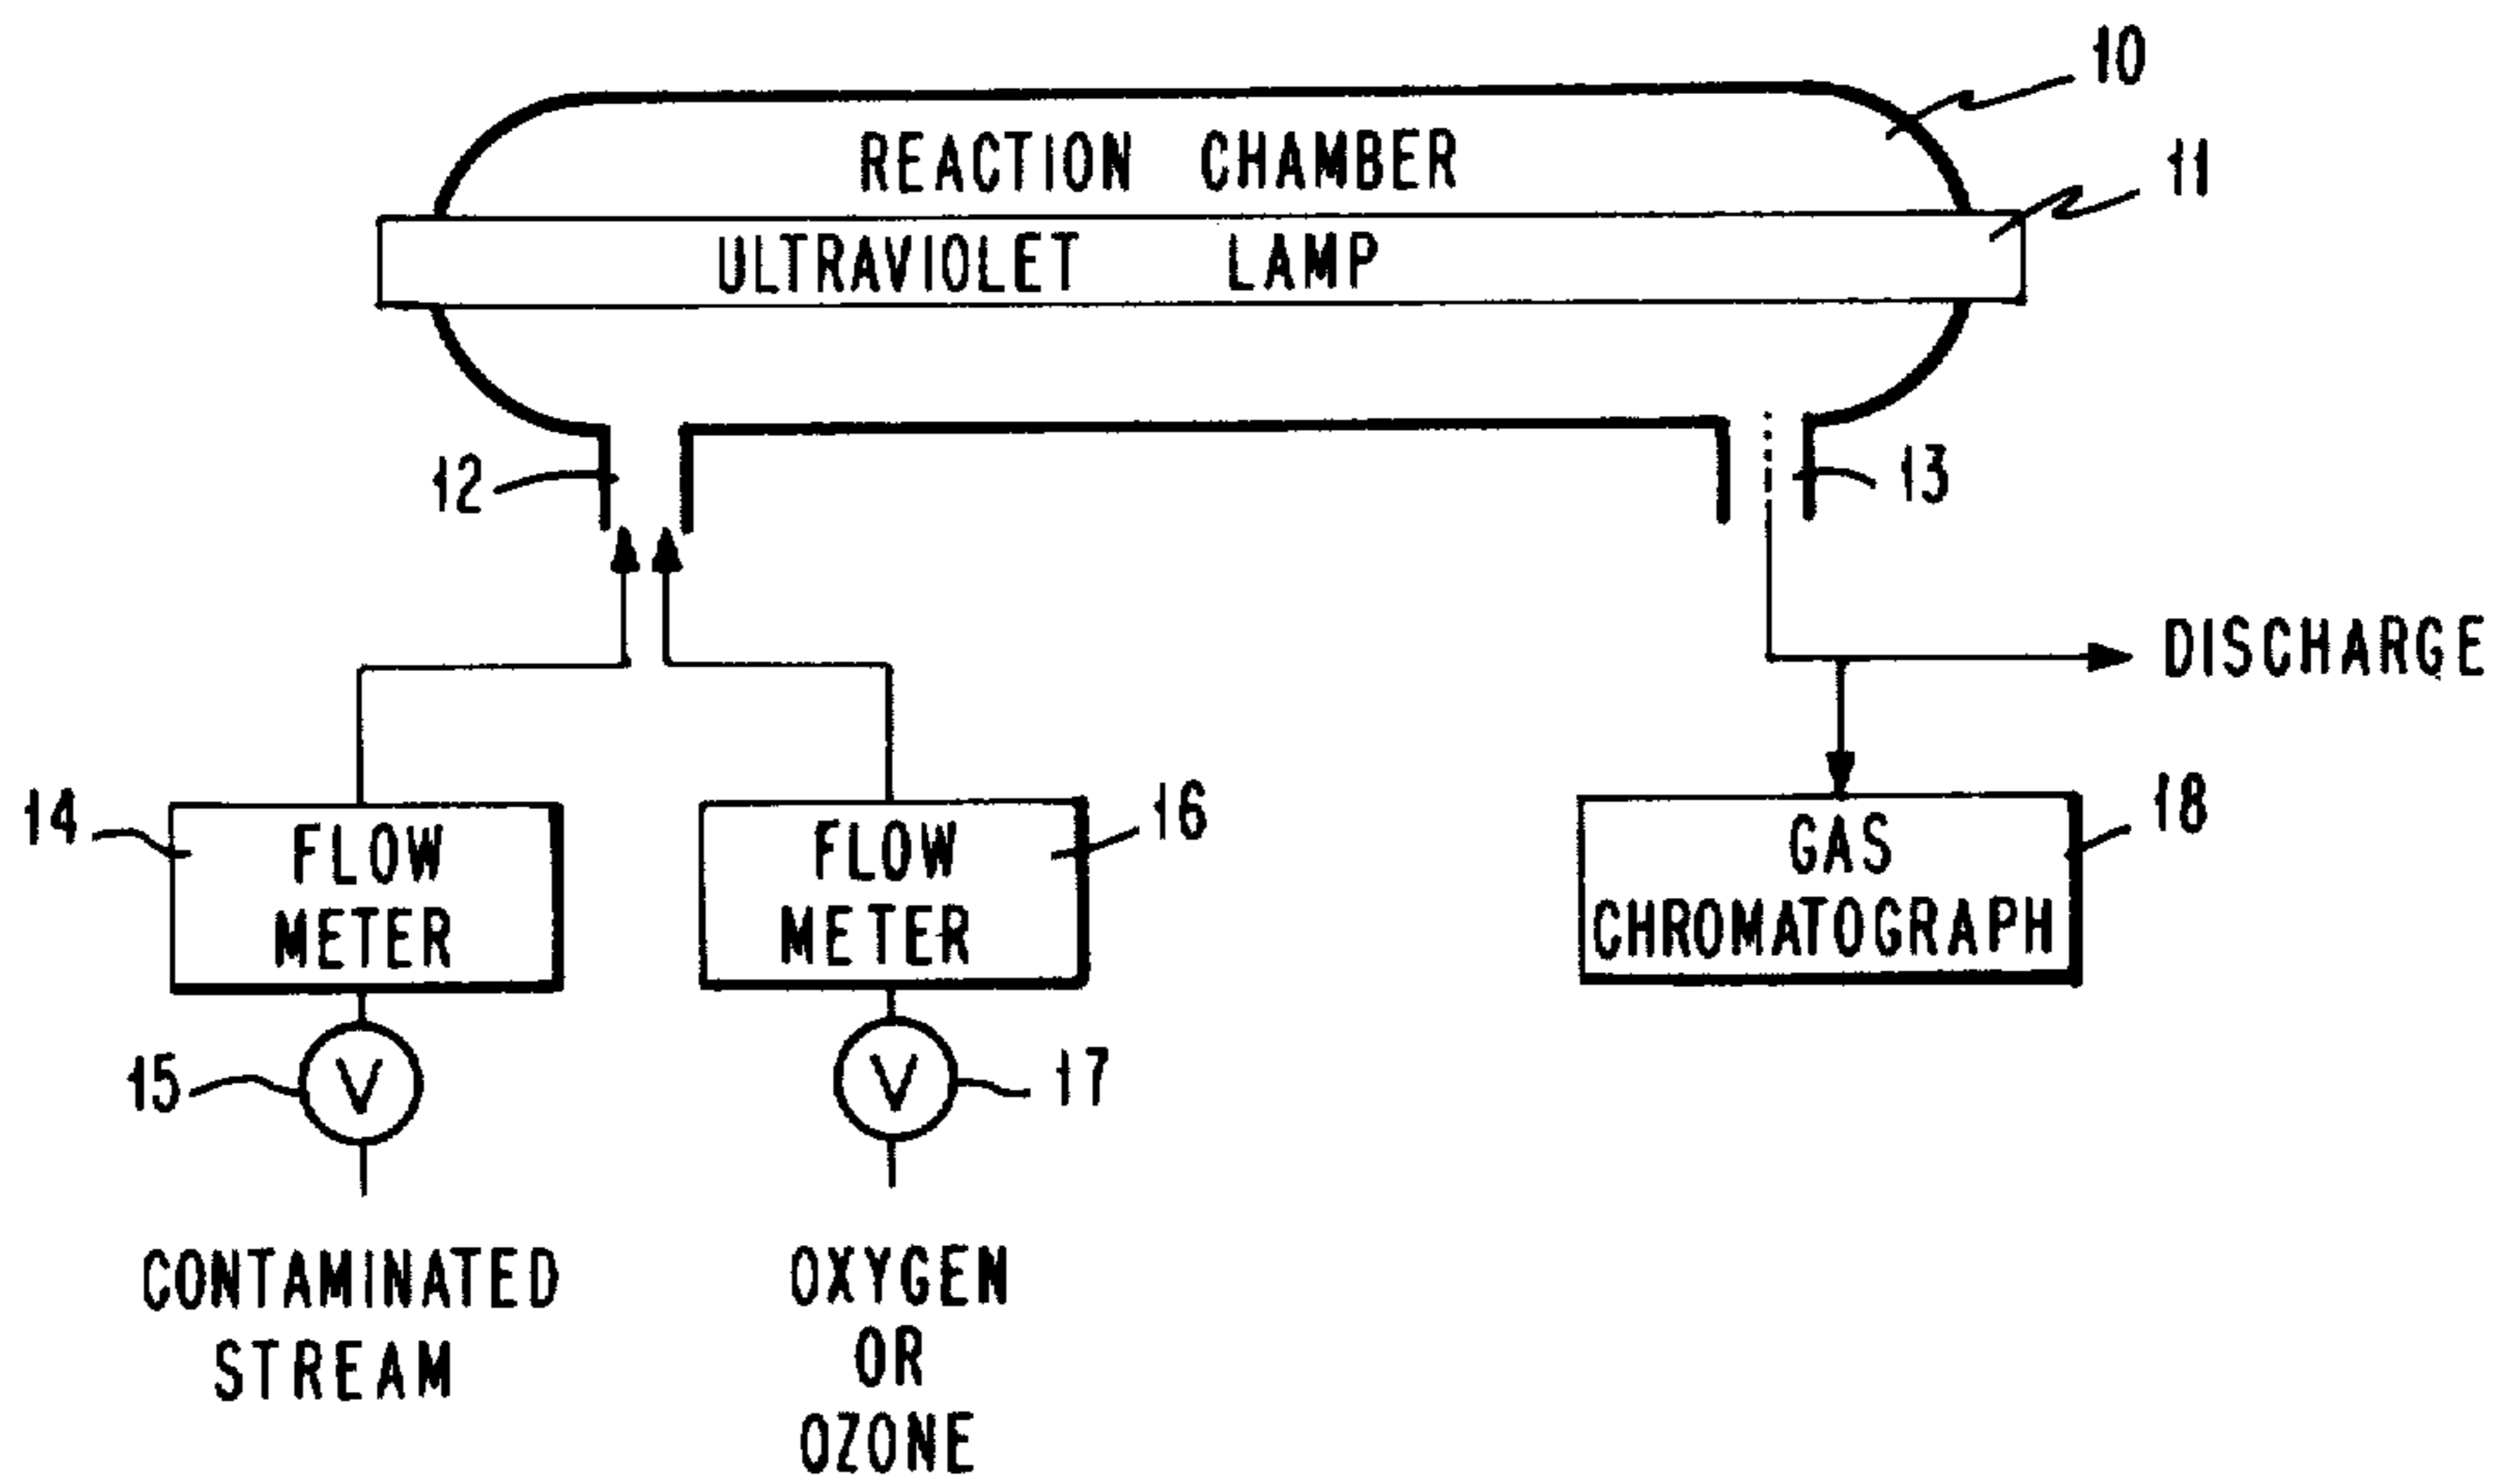 10
REACTION CHAMBER
11
ULTRAVIOLET LAMP
12
13
DISCHARGE
14
FLOW
METER
16
FLOW
METER
18
GAS
CHROMATOGRAPH
15
V
17
V
CONTAMINATED
STREAM
OXYGEN
OR
OZONE